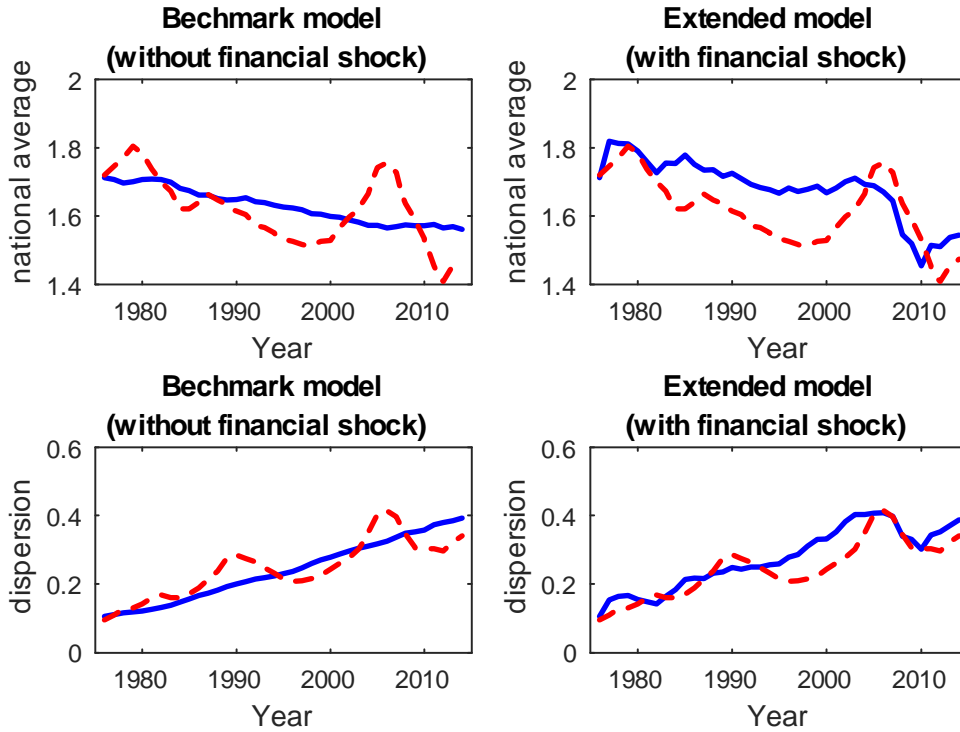 Bechmark model
(without financial shock)
national average
2
1.8
1.6
1.4
1980
1990
2000
2010
Year
Extended model
(with financial shock)
national average
2
1.8
1.6
1.4
1980
1990
2000
2010
Year
Bechmark model
(without financial shock)
dispersion
0.6
0.4
0.2
0
1980
1990
2000
2010
Year
Extended model
(with financial shock)
dispersion
0.6
0.4
0.2
0
1980
1990
2000
2010
Year